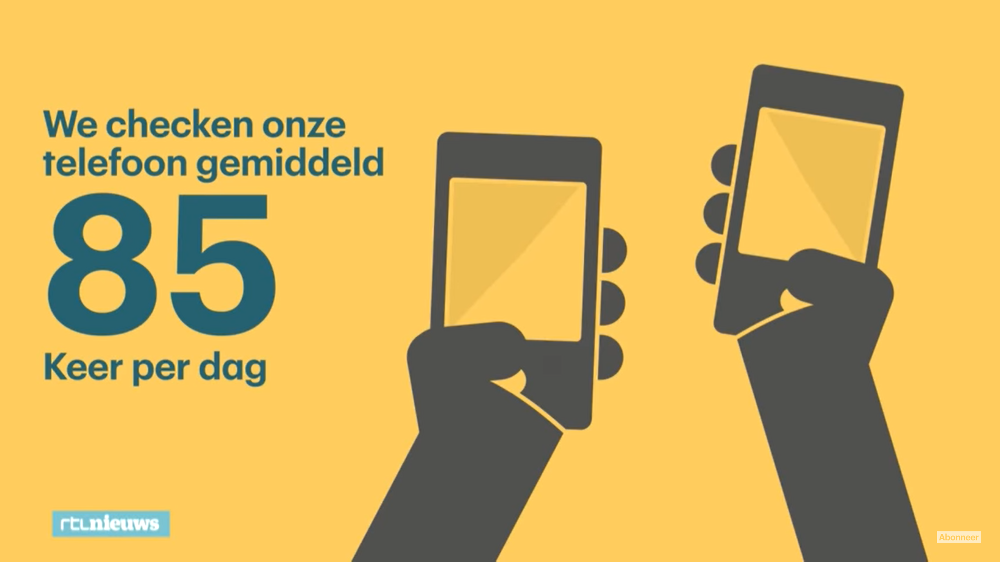 We checken onze
telefoon gemiddeld
85
Keer per dag
rtlnieuws
Abonneer